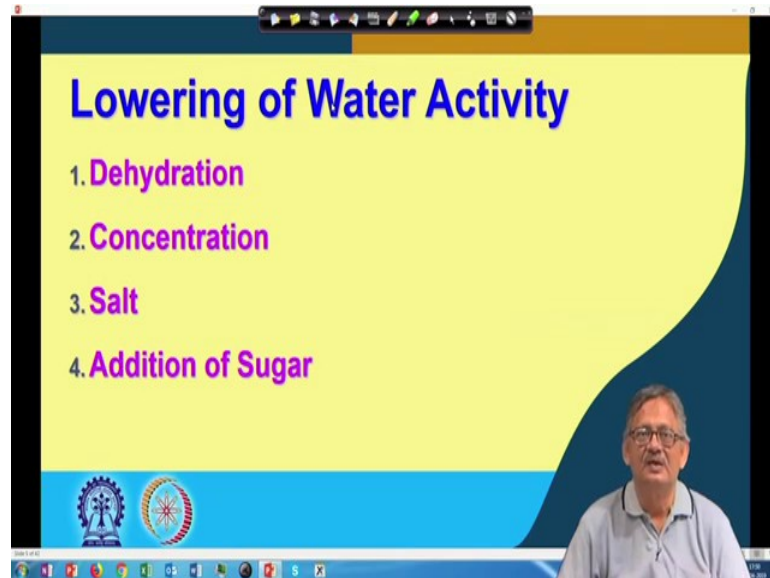 Lowering of Water Activity
1. Dehydration
2. Concentration
3. Salt
4. Addition of Sugar